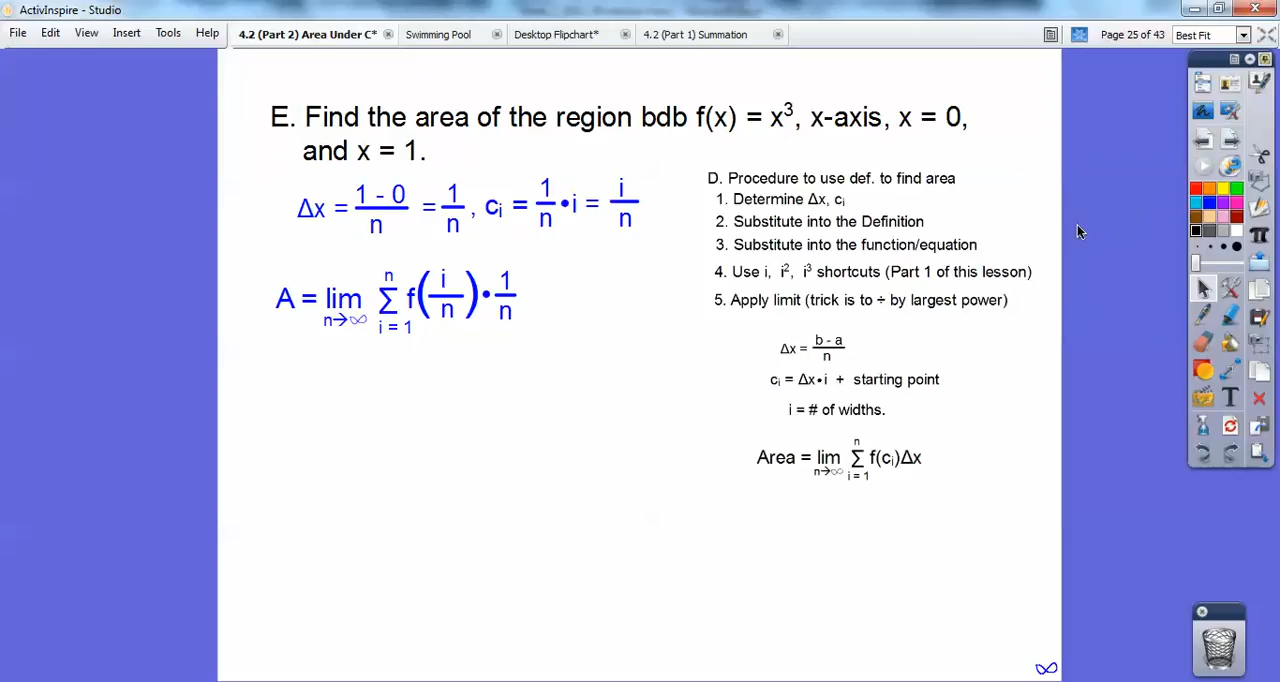 ActivInspire - Studio
File Edit View Insert Tools Help
4.2 (Part 2) Area Under C* Swimming Pool Desktop Flipchart* 4.2 (Part 1) Summation
Page 25 of 43 Best Fit
E. Find the area of the region bdb f(x) = x³, x-axis, x = 0,
and x = 1.
Δx = 1 - 0 / n = 1/n , cᵢ = 1/n • i = i/n
A = lim n→∞ n Σ i = 1 f(i/n) • 1/n
D. Procedure to use def. to find area
1. Determine Δx, cᵢ
2. Substitute into the Definition
3. Substitute into the function/equation
4. Use i, i², i³ shortcuts (Part 1 of this lesson)
5. Apply limit (trick is to ÷ by largest power)
Δx = b - a / n
cᵢ = Δx•i + starting point
i = # of widths.
Area = lim n→∞ n Σ i = 1 f(cᵢ)Δx
∞